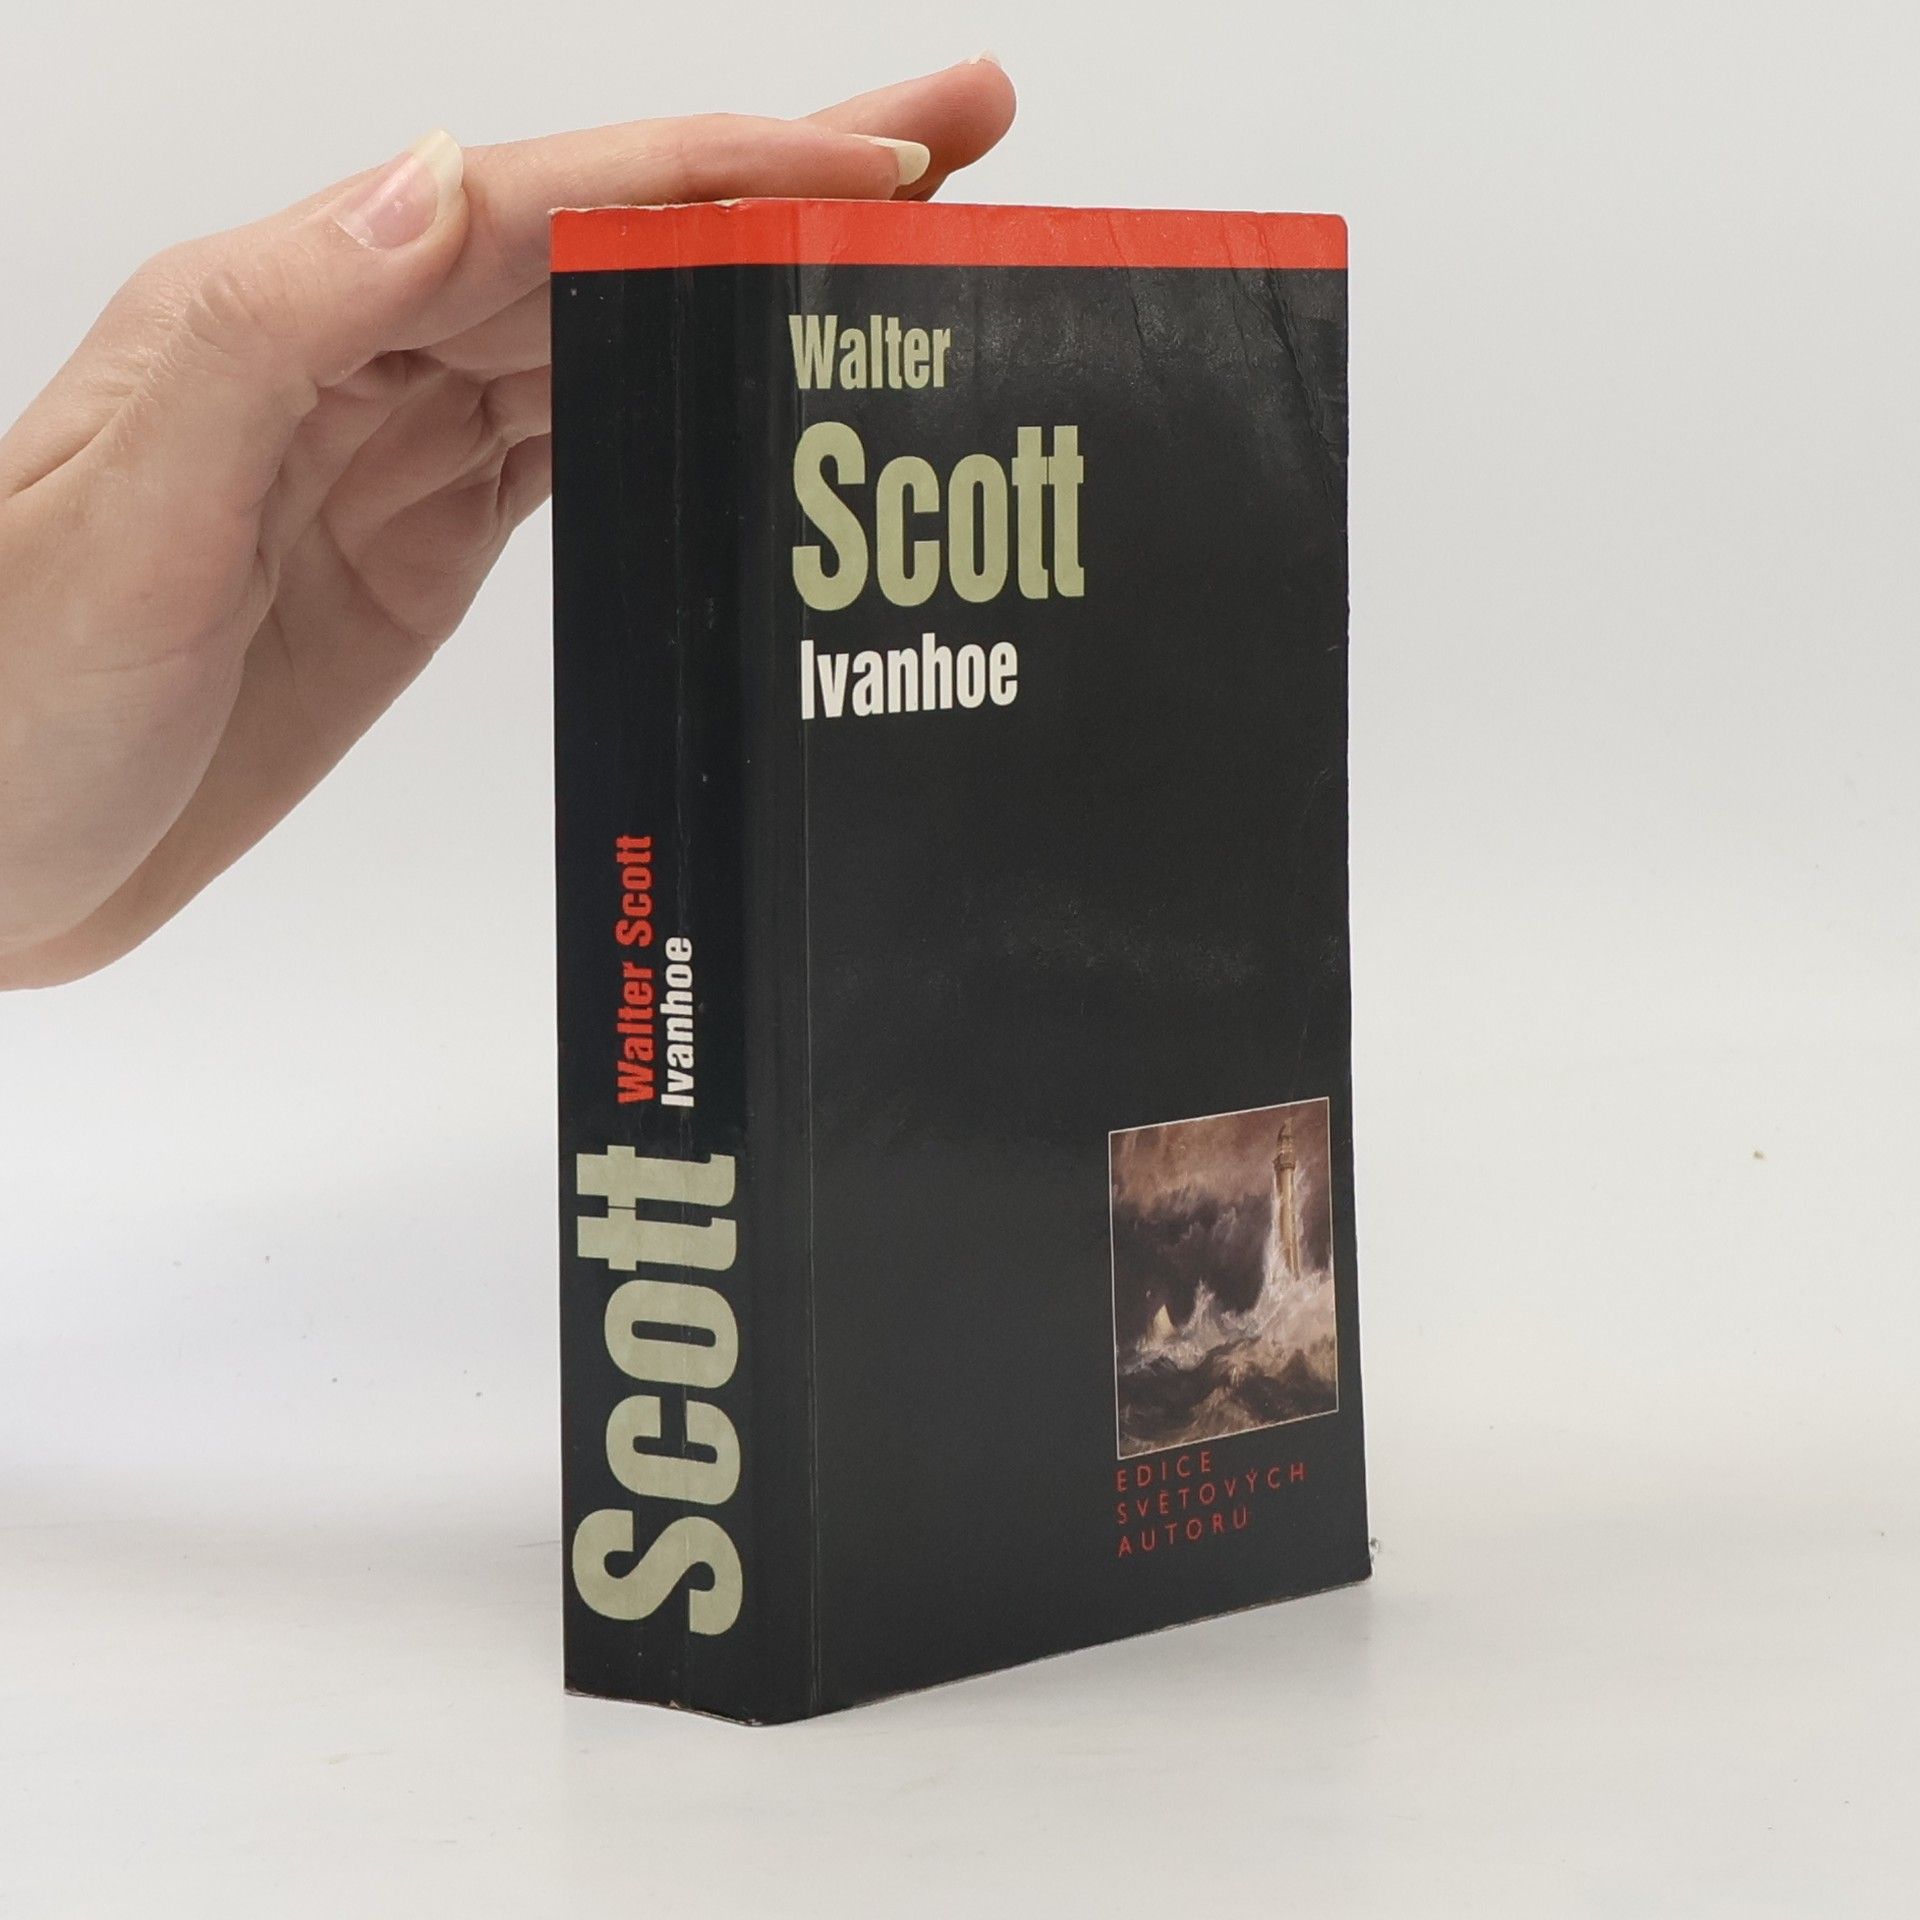 Walter
Scott
Ivanhoe
Walter Scott
Ivanhoe
Scott
EDICE
SVĚTOVÝCH
AUTORŮ